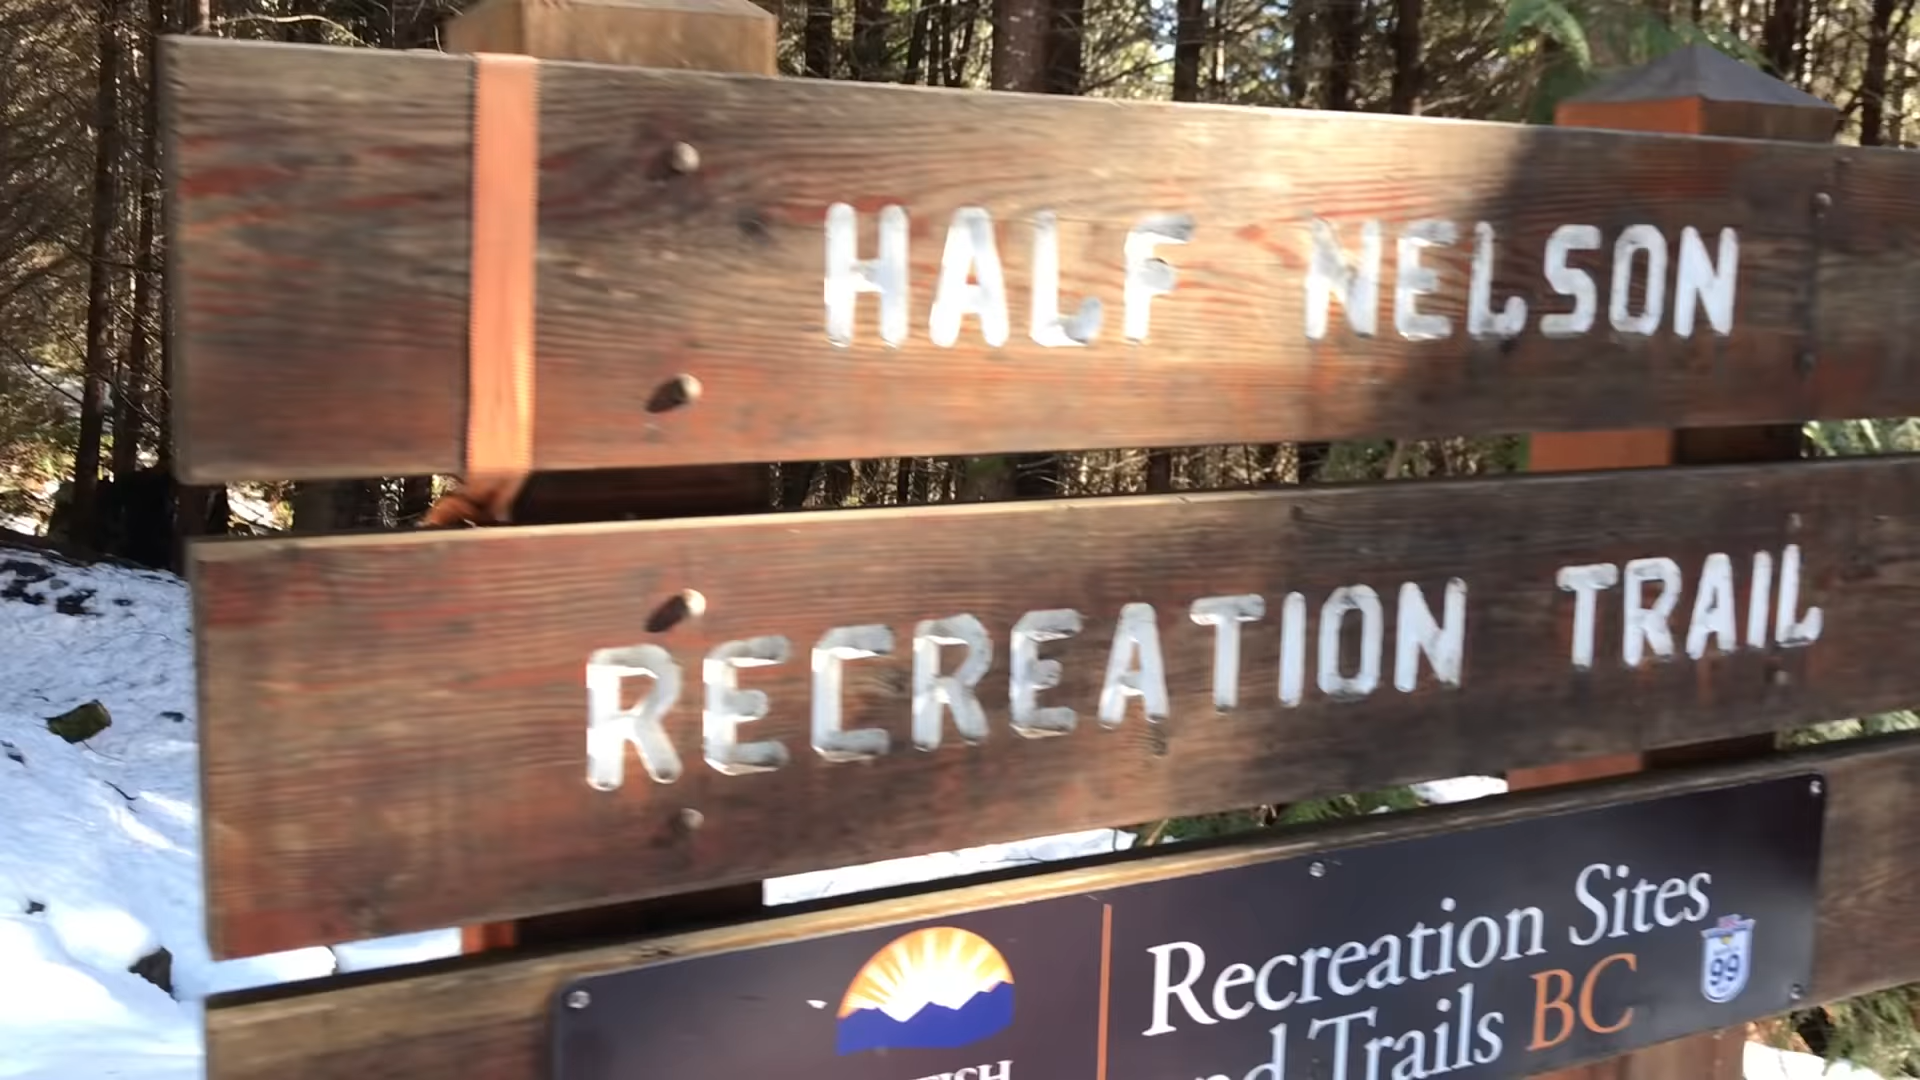 HALF NELSON
RECREATION TRAIL
Recreation Sites
and Trails BC
99